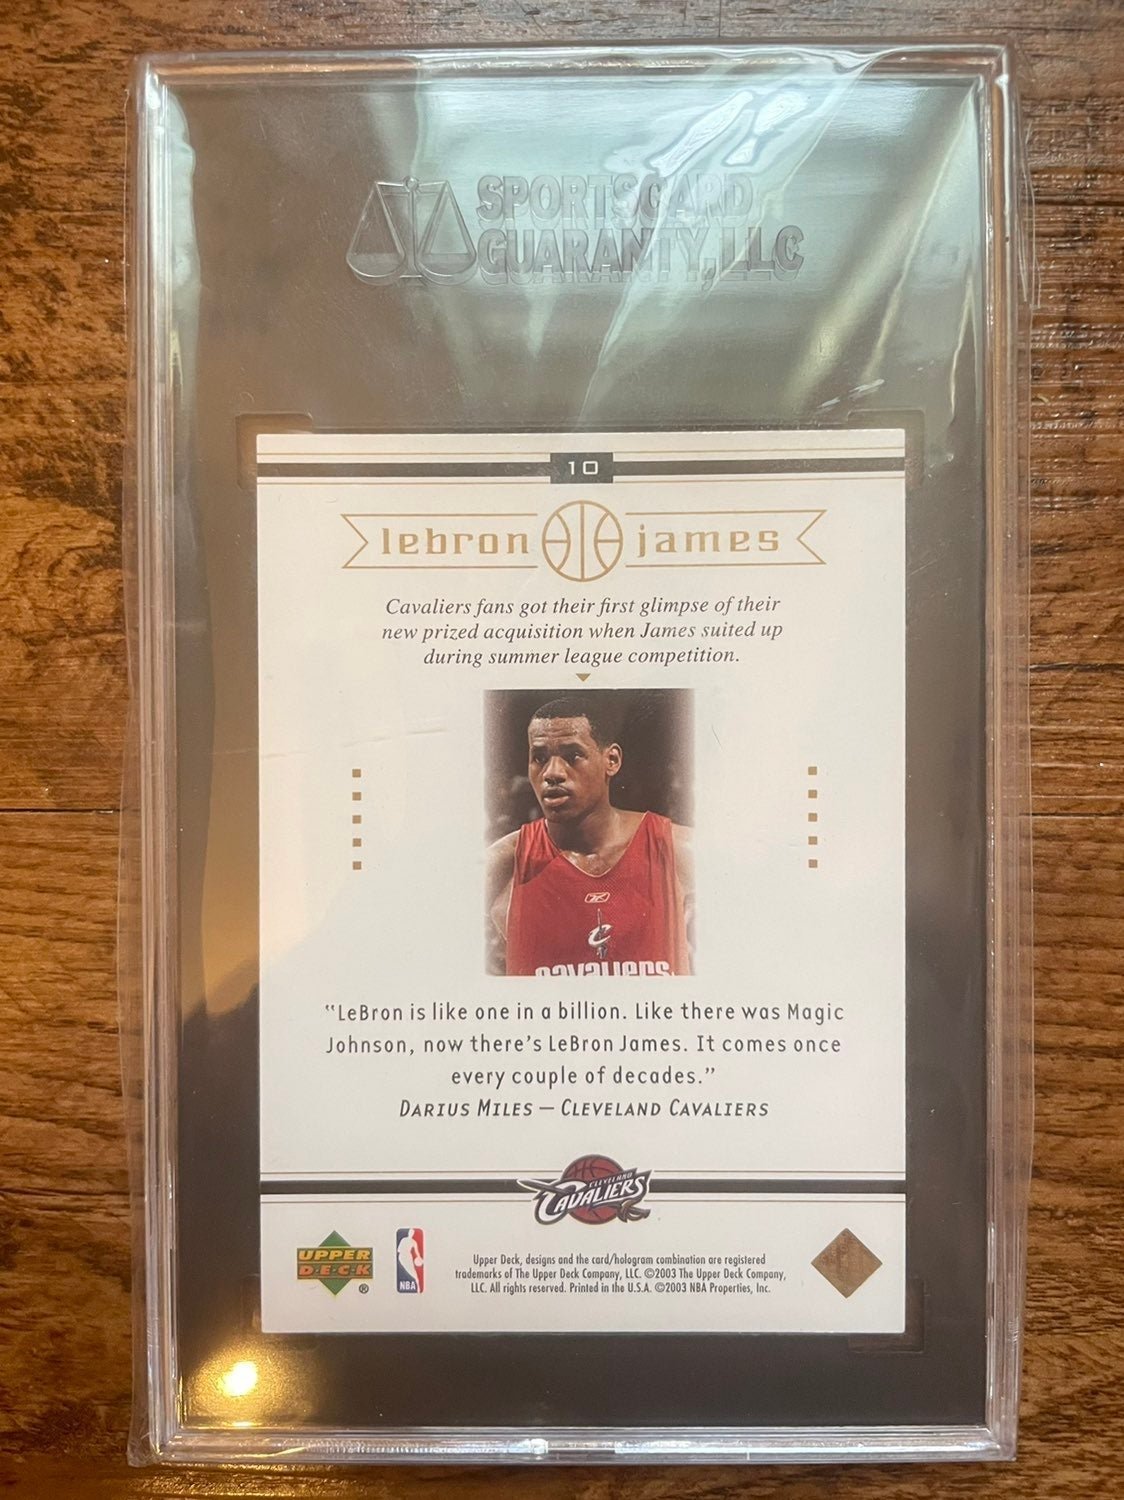 SPORTSCARD
GUARANTY, LLC
10
lebron james
Cavaliers fans got their first glimpse of their
new prized acquisition when James suited up
during summer league competition.
C
CAVALIERS
“LeBron is like one in a billion. Like there was Magic
Johnson, now there's LeBron James. It comes once
every couple of decades.”
DARIUS MILES – CLEVELAND CAVALIERS
CLEVELAND
CAVALIERS
UPPER
D·E·C·K
®
NBA
Upper Deck, designs and the card/hologram combination are registered
trademarks of The Upper Deck Company, LLC. ©2003 The Upper Deck Company,
LLC. All rights reserved. Printed in the U.S.A. ©2003 NBA Properties, Inc.